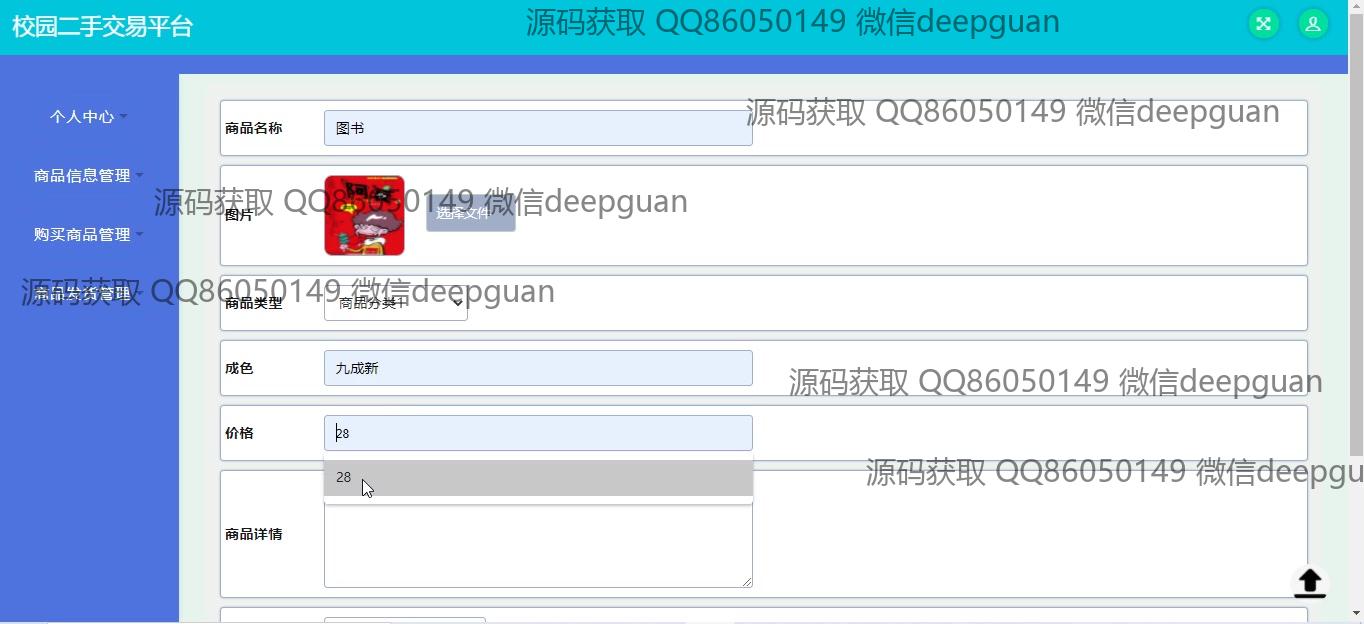 校园二手交易平台
源码获取 QQ86050149 微信deepguan
个人中心
商品信息管理
购买商品管理
商品发货管理
商品名称
图书
源码获取 QQ86050149 微信deepguan
图片
选择文件
源码获取 QQ86050149 微信deepguan
商品类型
商品分类1
源码获取 QQ86050149 微信deepguan
成色
九成新
源码获取 QQ86050149 微信deepguan
价格
28
28
源码获取 QQ86050149 微信deepgu
商品详情